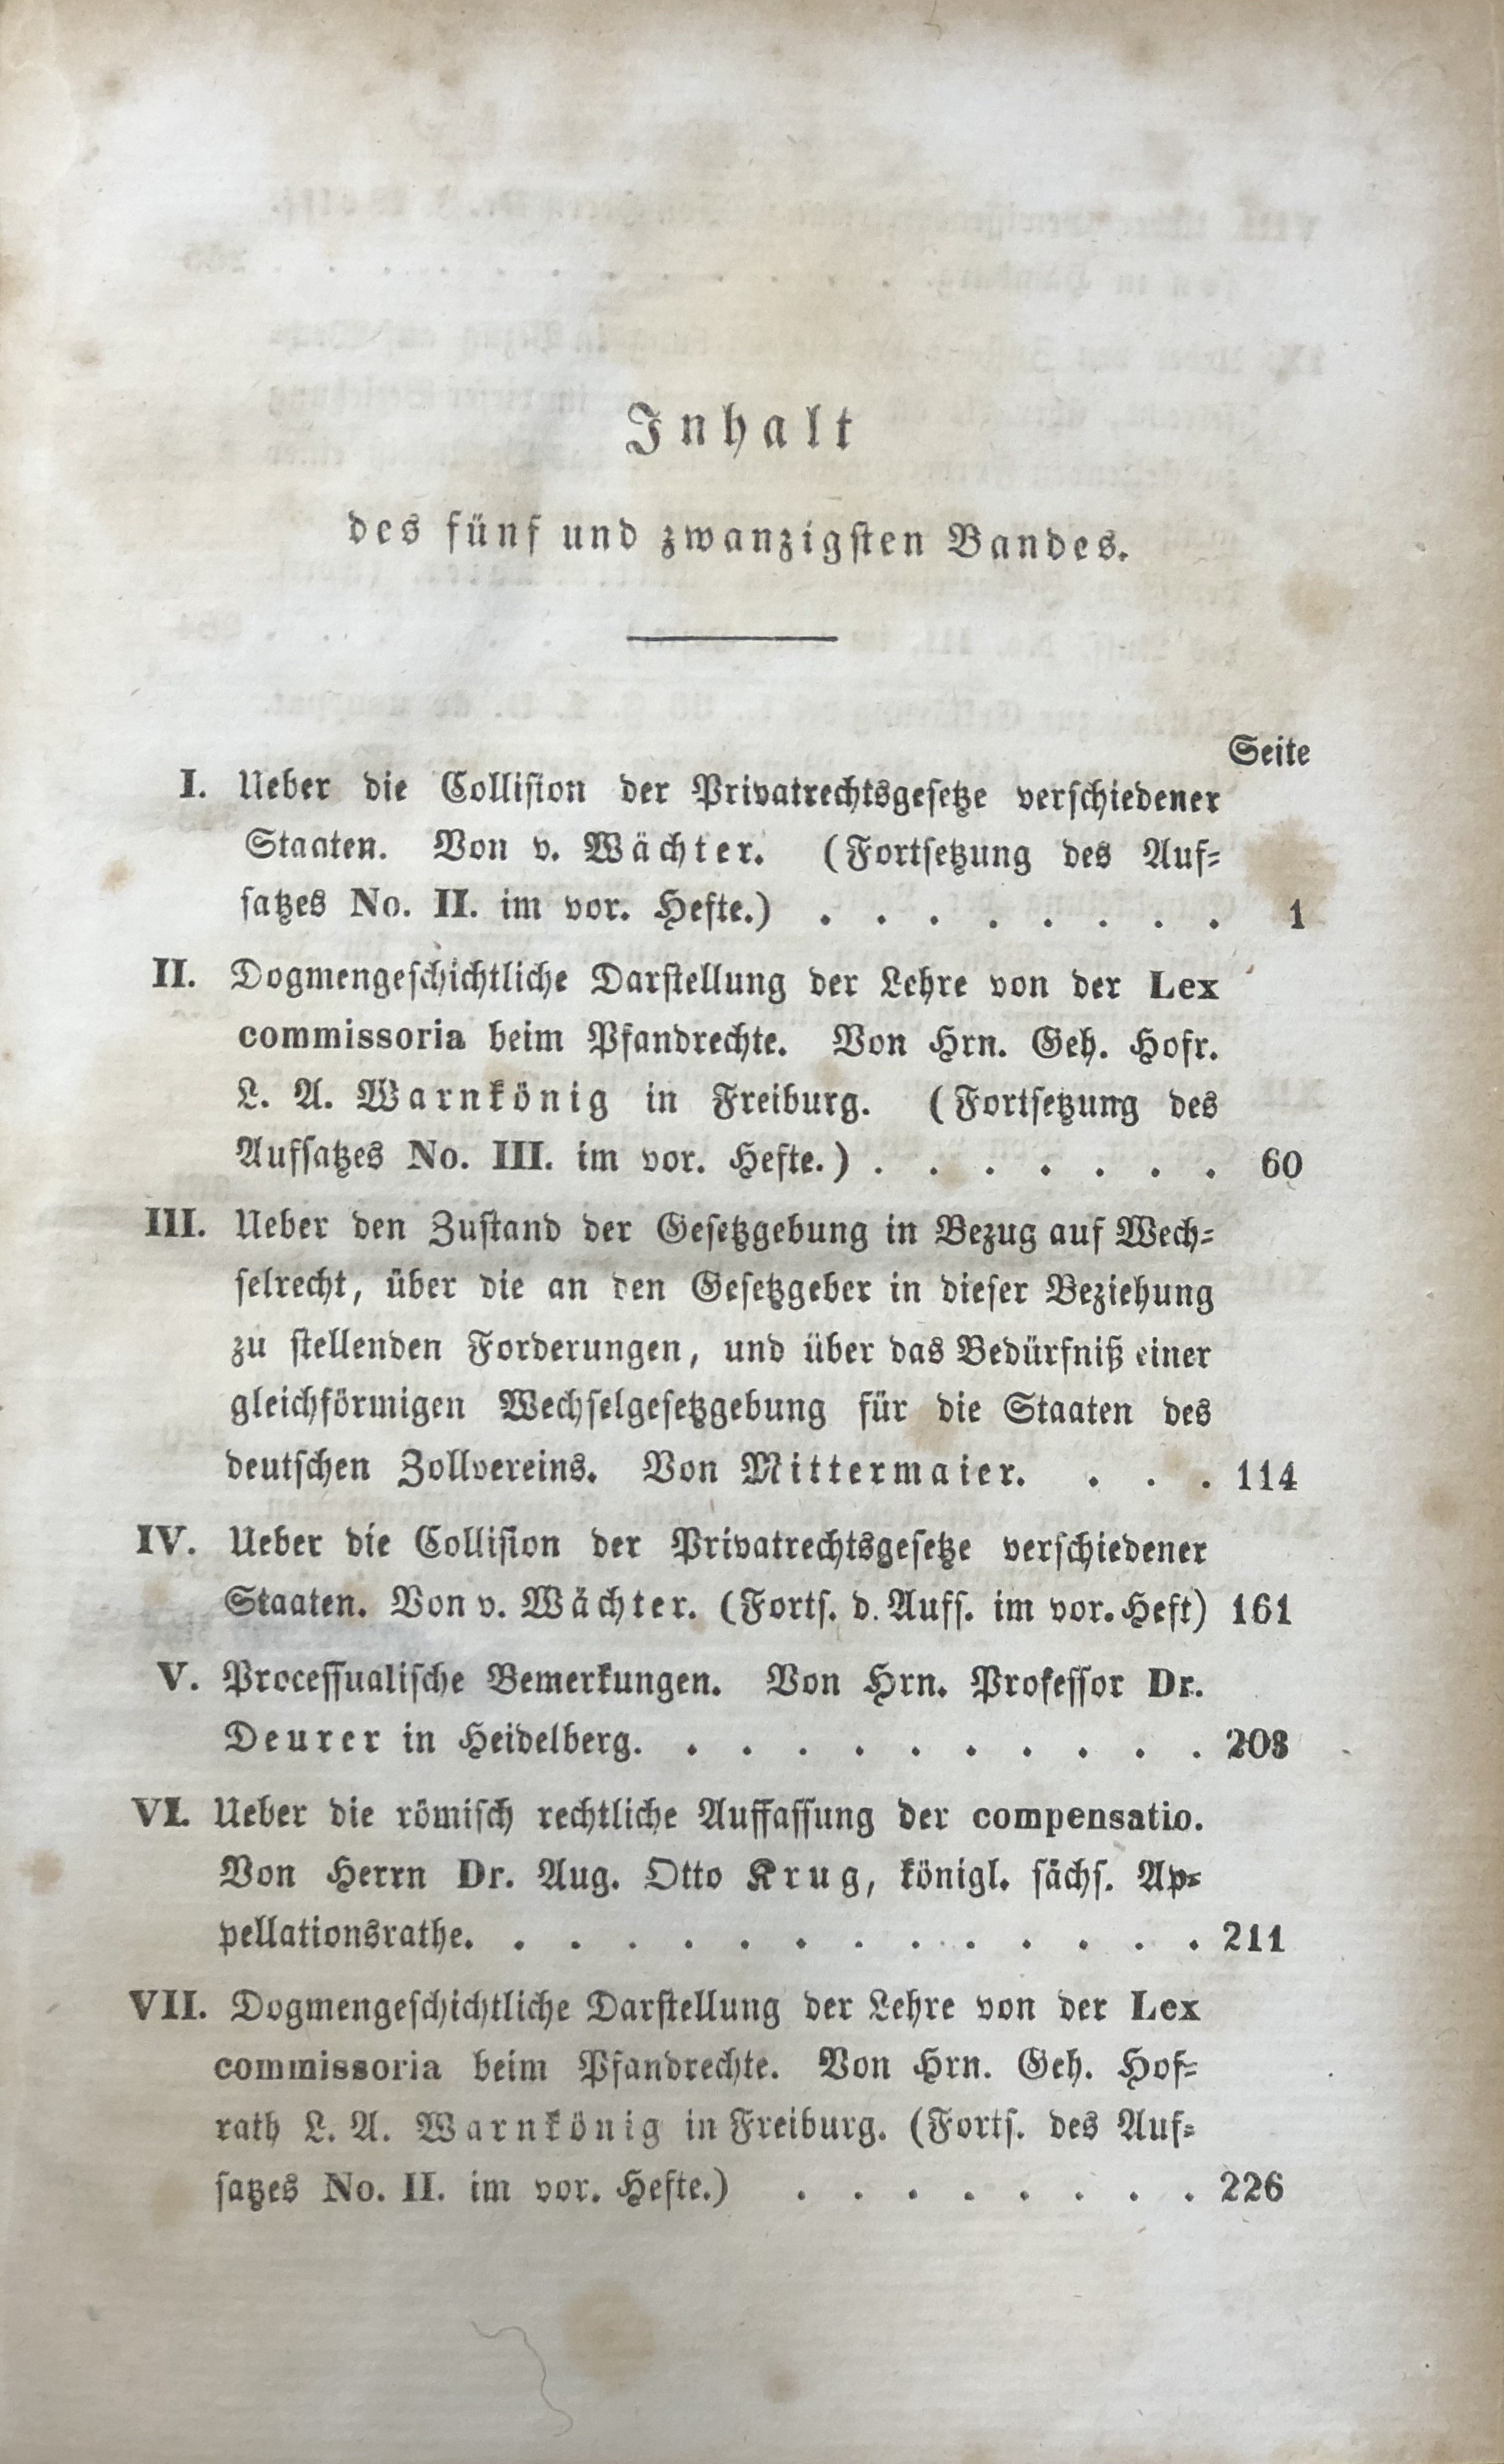 Inhalt
des fünf und zwanzigsten Bandes.
Seite
I. Ueber die Collision der Privatrechtsgesetze verschiedener
Staaten. Von v. Wächter. (Fortsetzung des Auf-
satzes No. II. im vor. Hefte.) . . . . . . . . 1
II. Dogmengeschichtliche Darstellung der Lehre von der Lex
commissoria beim Pfandrechte. Von Hrn. Geh. Hofr.
L. A. Warnkönig in Freiburg. (Fortsetzung des
Aufsatzes No. III. im vor. Hefte.) . . . . . . . 60
III. Ueber den Zustand der Gesetzgebung in Bezug auf Wech-
selrecht, über die an den Gesetzgeber in dieser Beziehung
zu stellenden Forderungen, und über das Bedürfniß einer
gleichförmigen Wechselgesetzgebung für die Staaten des
deutschen Zollvereins. Von Mittermaier. . . . 114
IV. Ueber die Collision der Privatrechtsgesetze verschiedener
Staaten. Von v. Wächter. (Forts. d. Aufs. im vor. Heft) 161
V. Processualische Bemerkungen. Von Hrn. Professor Dr.
Deurer in Heidelberg. . . . . . . . . . . 203
VI. Ueber die römisch rechtliche Auffassung der compensatio.
Von Herrn Dr. Aug. Otto Krug, königl. sächs. Ap-
pellationsrathe. . . . . . . . . . . . . . 211
VII. Dogmengeschichtliche Darstellung der Lehre von der Lex
commissoria beim Pfandrechte. Von Hrn. Geh. Hof-
rath L. A. Warnkönig in Freiburg. (Forts. des Auf-
satzes No. II. im vor. Hefte.) . . . . . . . . 226